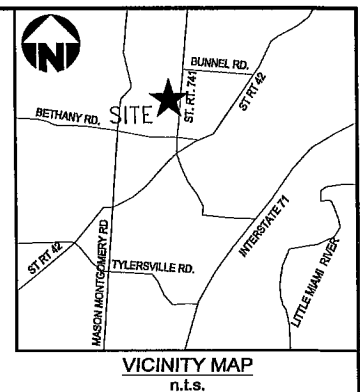 N
BUNNEL RD.
ST. RT. 741
ST RT 42
SITE
BETHANY RD.
INTERSTATE 71
LITTLE MIAMI RIVER
MASON MONTGOMERY RD
ST RT 42
TYLERSVILLE RD.
VICINITY MAP
n.t.s.